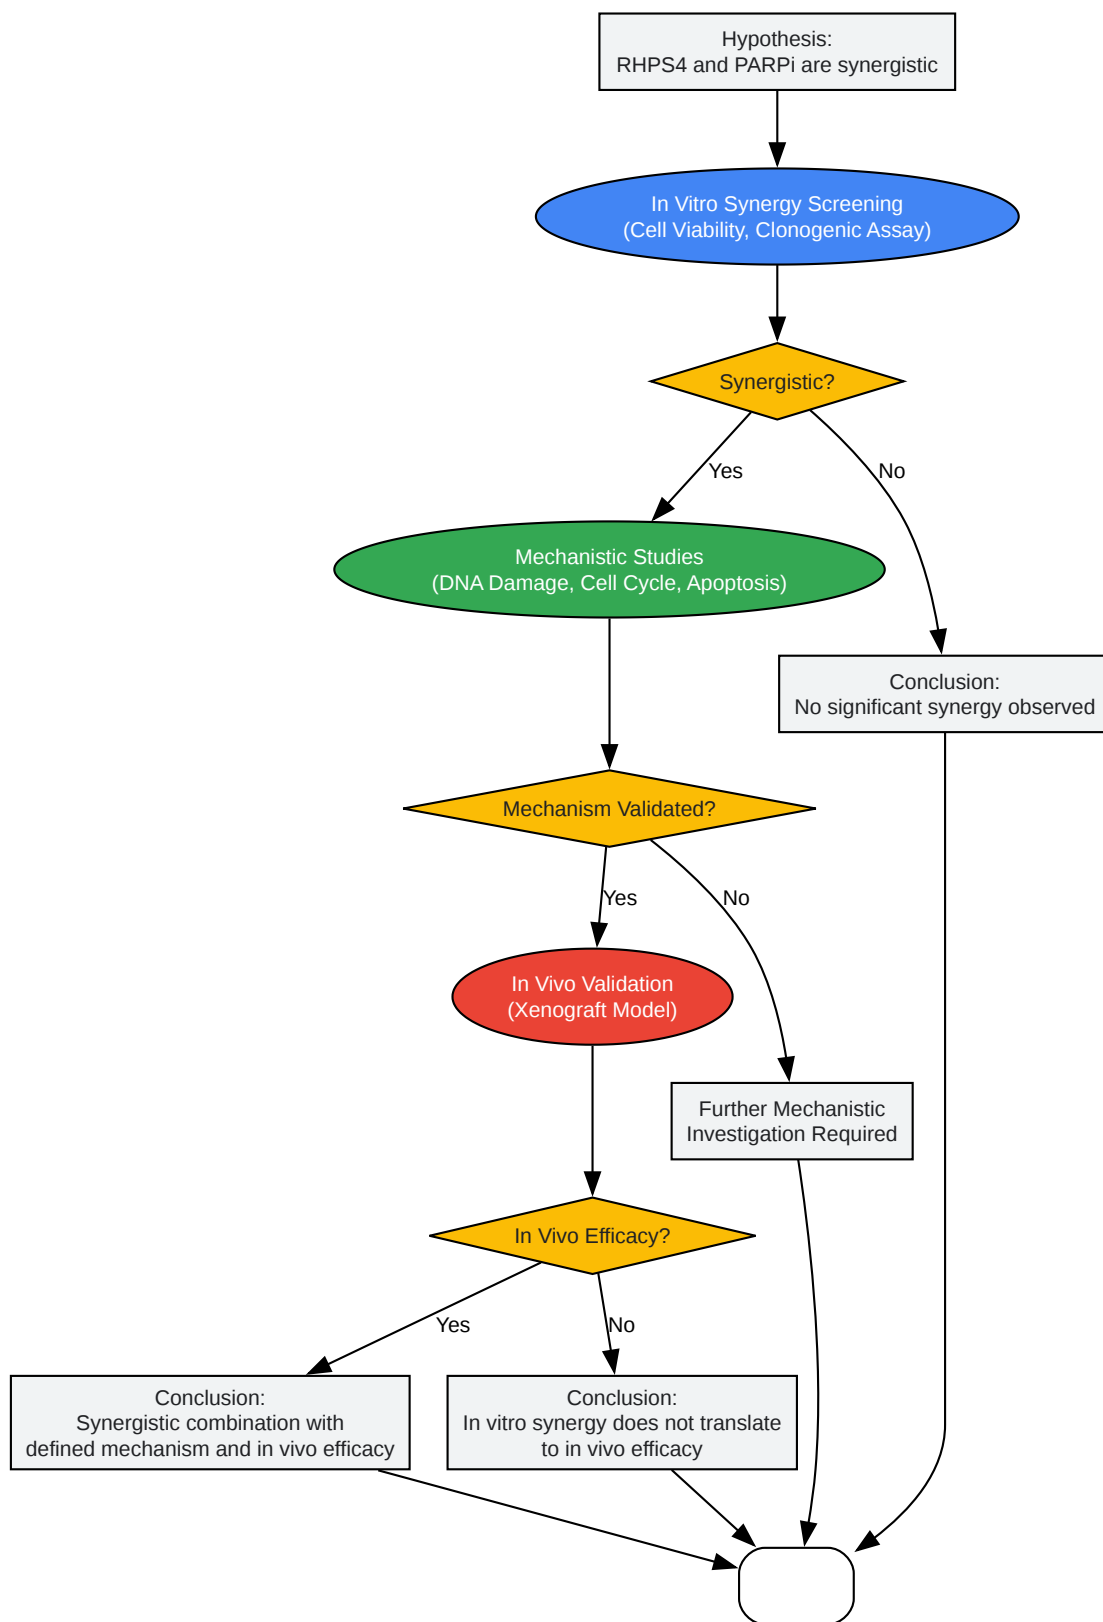 Hypothesis:
RHPS4 and PARPi are synergistic
In Vitro Synergy Screening
(Cell Viability, Clonogenic Assay)
Synergistic?
Yes
No
Mechanistic Studies
(DNA Damage, Cell Cycle, Apoptosis)
Conclusion:
No significant synergy observed
Mechanism Validated?
Yes
No
In Vivo Validation
(Xenograft Model)
Further Mechanistic
Investigation Required
In Vivo Efficacy?
Yes
No
Conclusion:
Synergistic combination with
defined mechanism and in vivo efficacy
Conclusion:
In vitro synergy does not translate
to in vivo efficacy